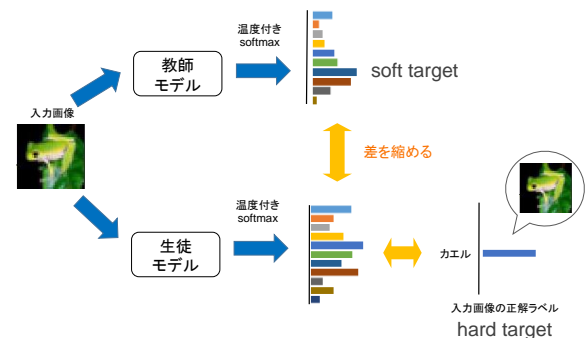 温度付き
softmax
教師
モデル
soft target
入力画像
差を縮める
温度付き
softmax
生徒
モデル
カエル
入力画像の正解ラベル
hard target